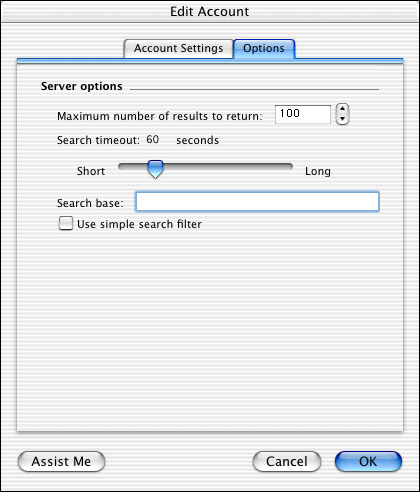 Edit Account
Account Settings Options
Server options
Maximum number of results to return: 100
Search timeout: 60 seconds
Short Long
Search base:
Use simple search filter
Assist Me Cancel OK